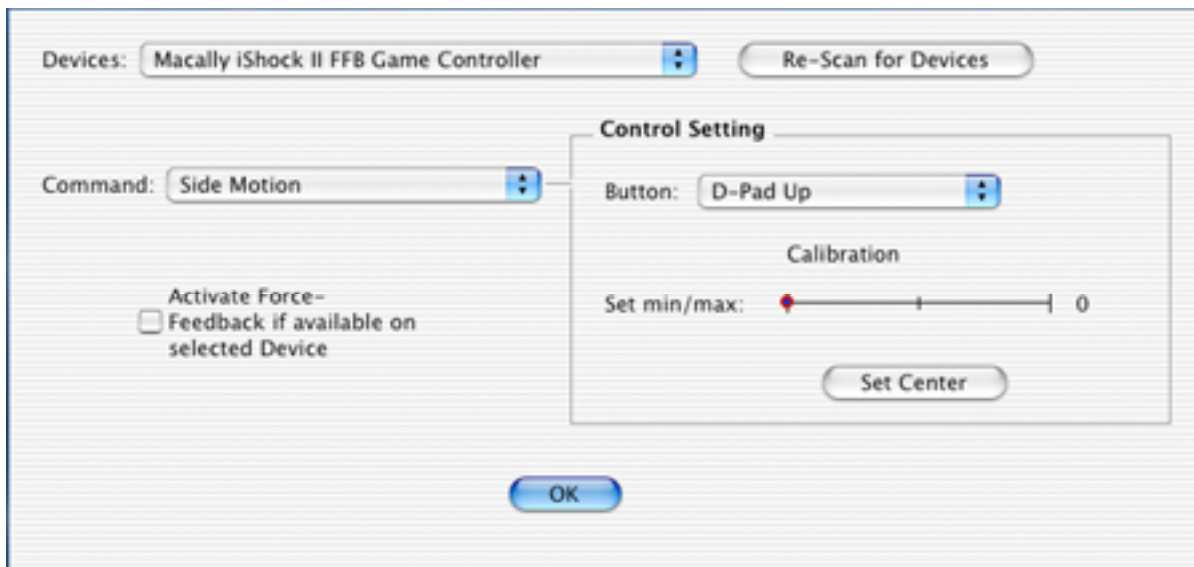 Devices: Macally iShock II FFB Game Controller Re-Scan for Devices
Control Setting
Command: Side Motion
Button: D-Pad Up
Calibration
Activate Force-
Feedback if available on
selected Device
Set min/max: 0
Set Center
OK